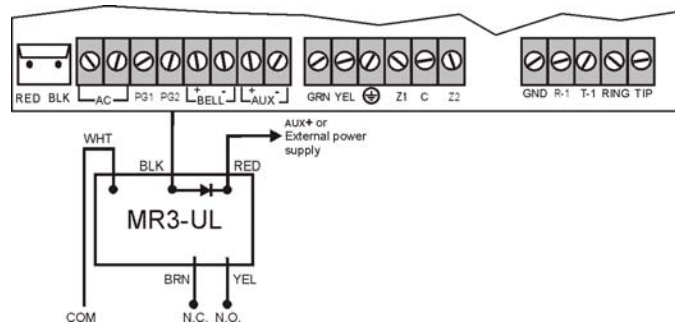 + - + -
RED BLK AC PG1 PG2 BELL AUX GRN YEL Z1 C Z2 GND R-1 T-1 RING TIP
AUX+ or
External power
supply
WHT
BLK RED
MR3-UL
BRN YEL
COM N.C. N.O.